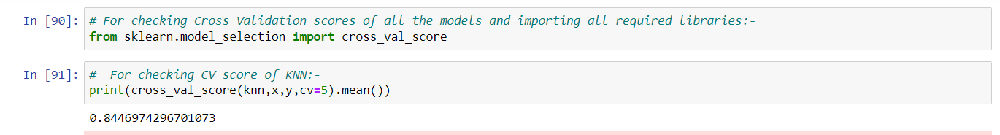 In [90]: # For checking Cross Validation scores of all the models and importing all required libraries:-
from sklearn.model_selection import cross_val_score
In [91]: #  For checking CV score of KNN:-
print(cross_val_score(knn,x,y,cv=5).mean())
0.8446974296701073